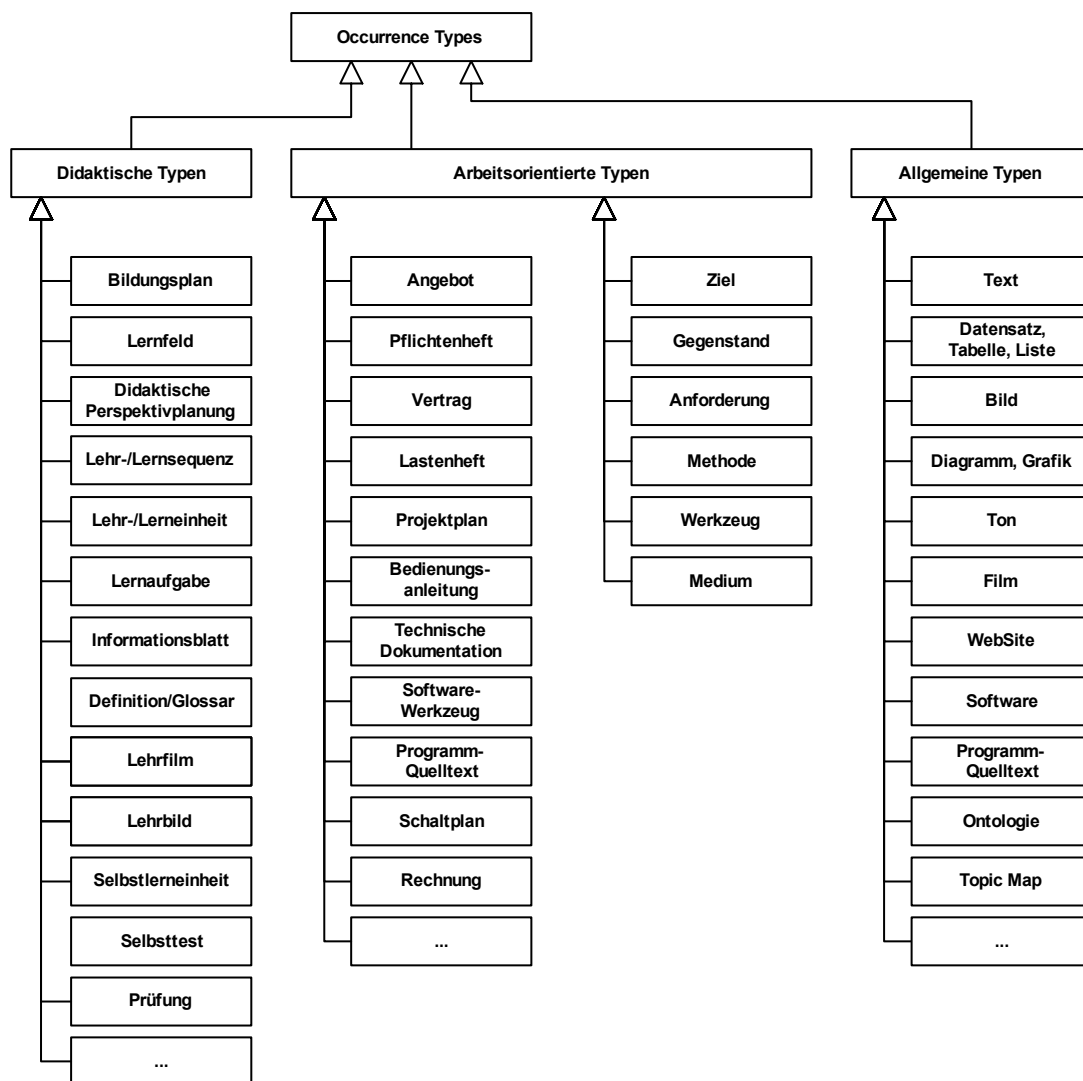 Occurrence Types
Didaktische Typen
Arbeitsorientierte Typen
Allgemeine Typen
Bildungsplan
Lernfeld
Didaktische
Perspektivplanung
Lehr-/Lernsequenz
Lehr-/Lerneinheit
Lernaufgabe
Informationsblatt
Definition/Glossar
Lehrfilm
Lehrbild
Selbstlerneinheit
Selbsttest
Prüfung
...
Angebot
Pflichtenheft
Vertrag
Lastenheft
Projektplan
Bedienungs-
anleitung
Technische
Dokumentation
Software-
Werkzeug
Programm-
Quelltext
Schaltplan
Rechnung
...
Ziel
Gegenstand
Anforderung
Methode
Werkzeug
Medium
Text
Datensatz,
Tabelle, Liste
Bild
Diagramm, Grafik
Ton
Film
WebSite
Software
Programm-
Quelltext
Ontologie
Topic Map
...